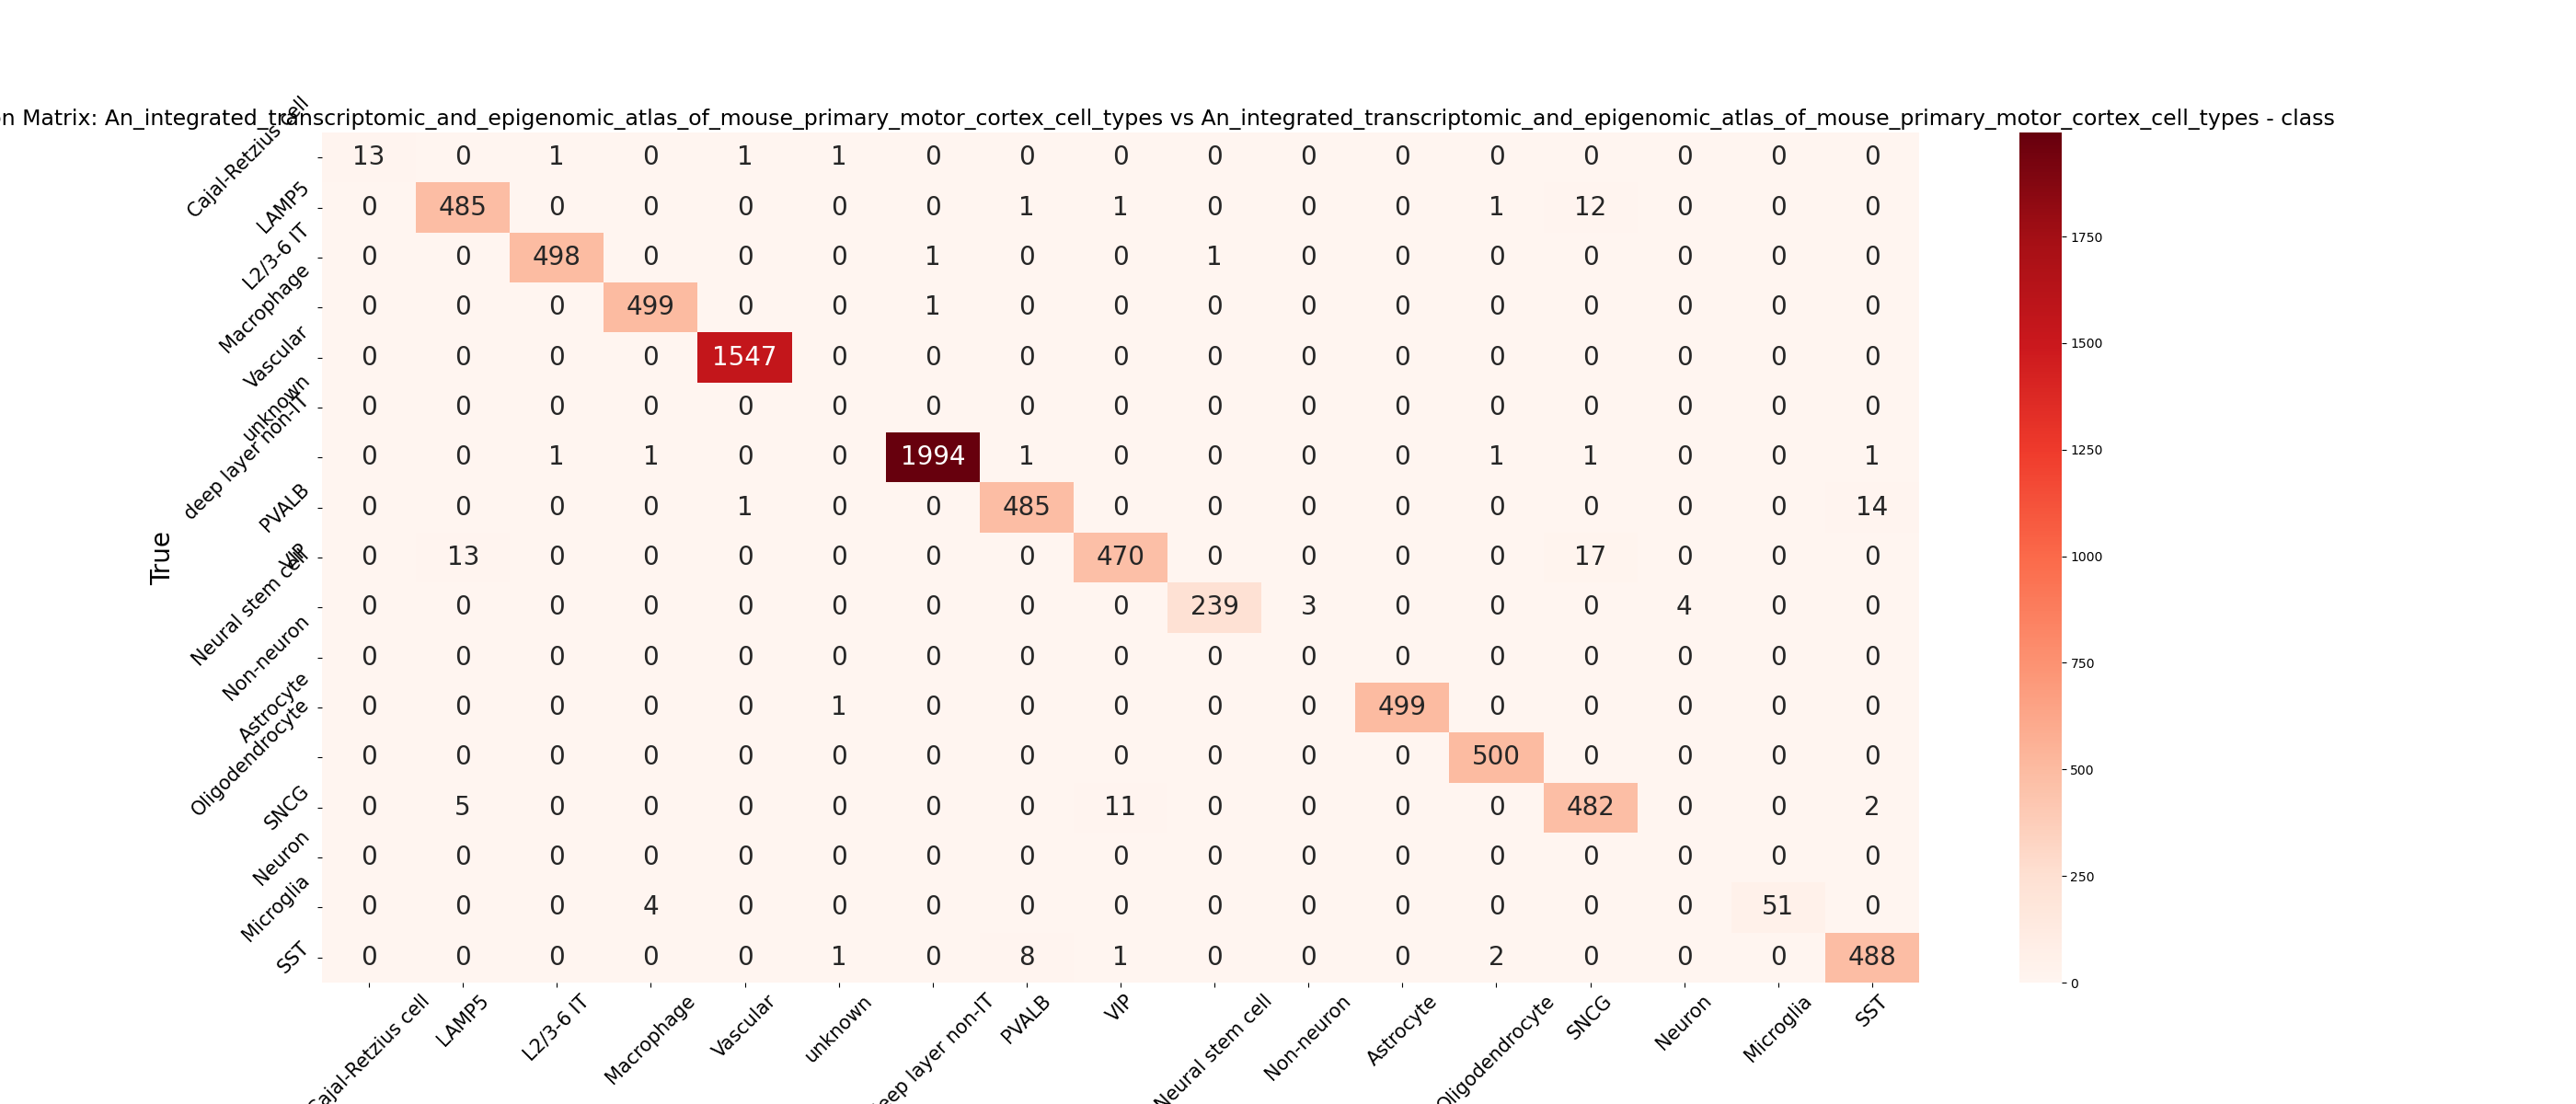 n Matrix: An_integrated_transcriptomic_and_epigenomic_atlas_of_mouse_primary_motor_cortex_cell_types vs An_integrated_transcriptomic_and_epigenomic_atlas_of_mouse_primary_motor_cortex_cell_types - class
Cajal-Retzius cell 13 0 1 0 1 1 0 0 0 0 0 0 0 0 0 0 0
LAMP5 0 485 0 0 0 0 0 1 1 0 0 0 1 12 0 0 0
L2/3-6 IT 0 0 498 0 0 0 1 0 0 1 0 0 0 0 0 0 0
Macrophage 0 0 0 499 0 0 1 0 0 0 0 0 0 0 0 0 0
Vascular 0 0 0 0 1547 0 0 0 0 0 0 0 0 0 0 0 0
unknown 0 0 0 0 0 0 0 0 0 0 0 0 0 0 0 0 0
deep layer non-IT 0 0 1 1 0 0 1994 1 0 0 0 0 1 1 0 0 1
PVALB 0 0 0 0 1 0 0 485 0 0 0 0 0 0 0 0 14
VIP 0 13 0 0 0 0 0 0 470 0 0 0 0 17 0 0 0
Neural stem cell 0 0 0 0 0 0 0 0 0 239 3 0 0 0 4 0 0
Non-neuron 0 0 0 0 0 0 0 0 0 0 0 0 0 0 0 0 0
Astrocyte 0 0 0 0 0 1 0 0 0 0 0 499 0 0 0 0 0
Oligodendrocyte 0 0 0 0 0 0 0 0 0 0 0 0 500 0 0 0 0
SNCG 0 5 0 0 0 0 0 0 11 0 0 0 0 482 0 0 2
Neuron 0 0 0 0 0 0 0 0 0 0 0 0 0 0 0 0 0
Microglia 0 0 0 4 0 0 0 0 0 0 0 0 0 0 0 51 0
SST 0 0 0 0 0 1 0 8 1 0 0 0 2 0 0 0 488
True
Cajal-Retzius cell
LAMP5
L2/3-6 IT
Macrophage
Vascular
unknown
eep layer non-IT
PVALB
VIP
Neural stem cell
Non-neuron
Astrocyte
Oligodendrocyte
SNCG
Neuron
Microglia
SST
1750
1500
1250
1000
750
500
250
0